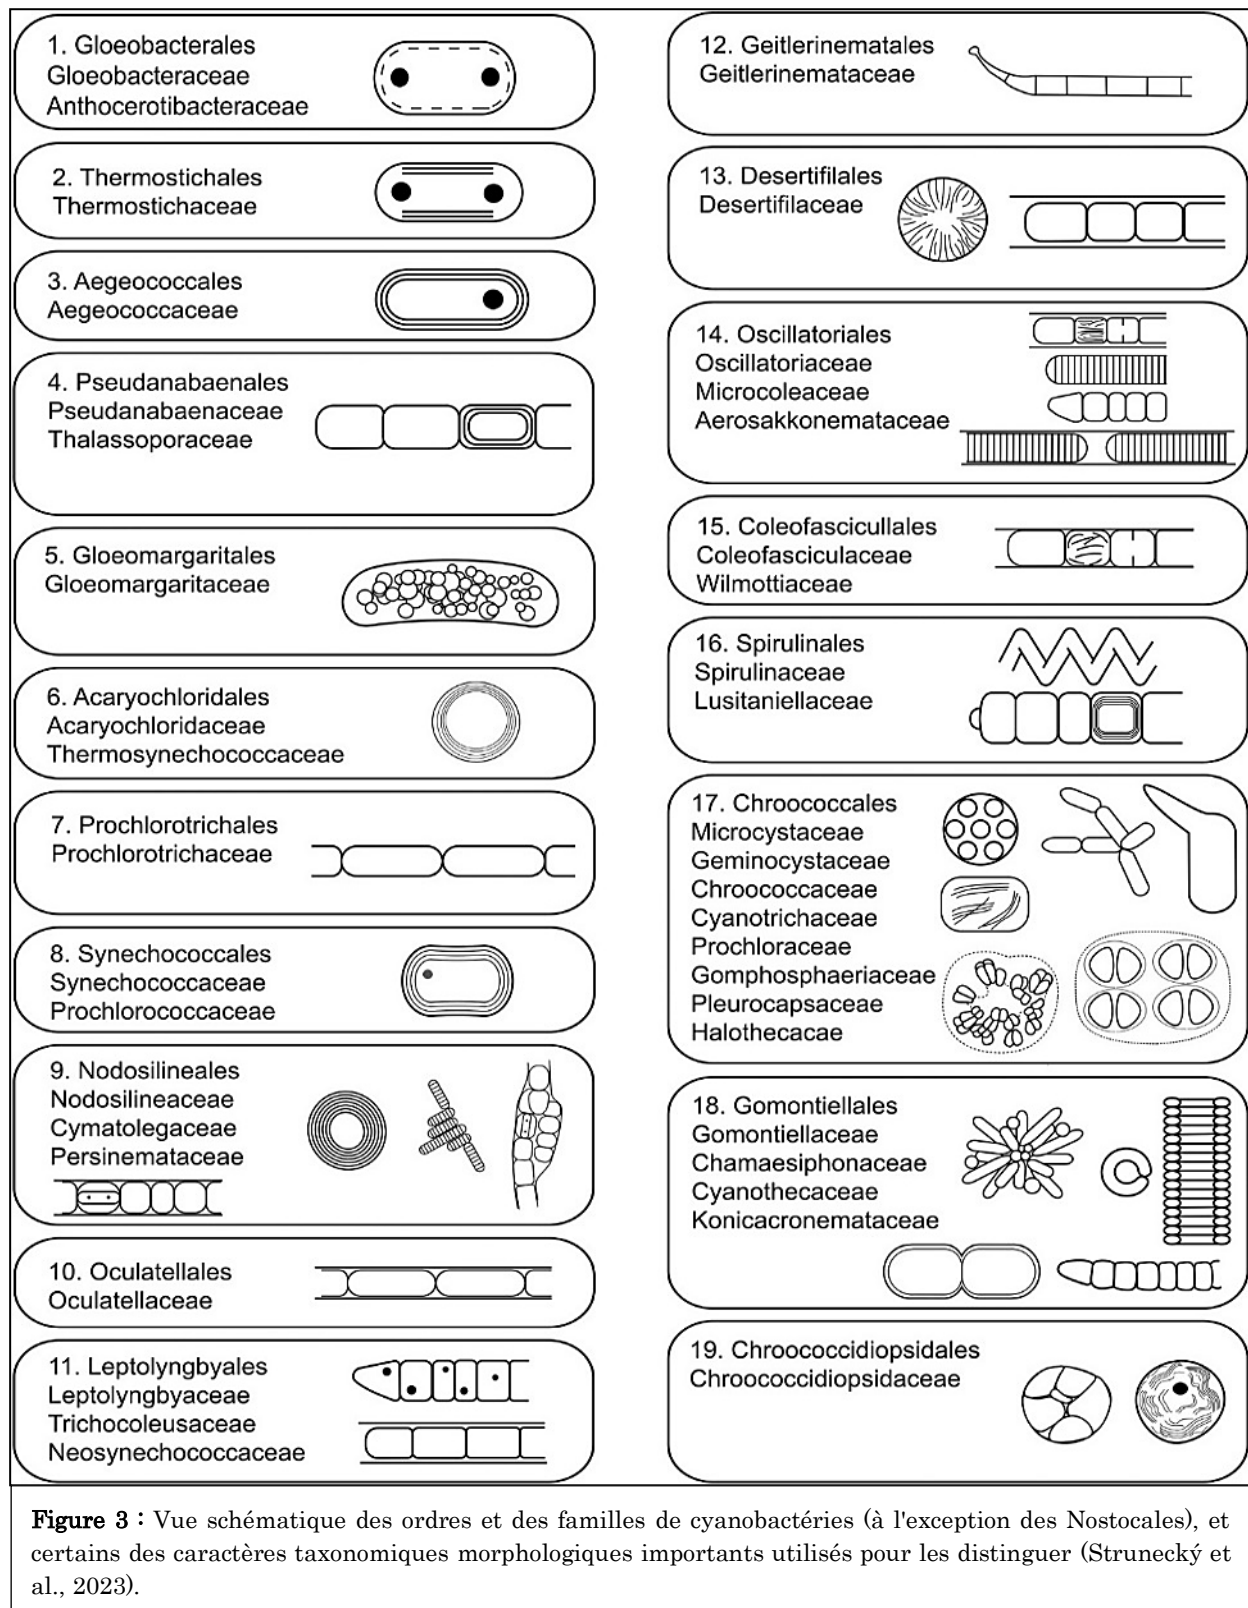 1. Gloeobacterales
Gloeobacteraceae
Anthocerotibacteraceae
2. Thermostichales
Thermostichaceae
3. Aegeococcales
Aegeococcaceae
4. Pseudanabaenales
Pseudanabaenaceae
Thalassoporaceae
5. Gloeomargaritales
Gloeomargaritaceae
6. Acaryochloridales
Acaryochloridaceae
Thermosynechococcaceae
7. Prochlorotrichales
Prochlorotrichaceae
8. Synechococcales
Synechococcaceae
Prochlorococcaceae
9. Nodosilineales
Nodosilineaceae
Cymatolegaceae
Persinemataceae
10. Oculatellales
Oculatellaceae
11. Leptolyngbyales
Leptolyngbyaceae
Trichocoleusaceae
Neosynechococcaceae
12. Geitlerinematales
Geitlerinemataceae
13. Desertifilales
Desertifilaceae
14. Oscillatoriales
Oscillatoriaceae
Microcoleaceae
Aerosakkonemataceae
15. Coleofascicullales
Coleofasciculaceae
Wilmottiaceae
16. Spirulinales
Spirulinaceae
Lusitaniellaceae
17. Chroococcales
Microcystaceae
Geminocystaceae
Chroococcaceae
Cyanotrichaceae
Prochloraceae
Gomphosphaeriaceae
Pleurocapsaceae
Halothecacae
18. Gomontiellales
Gomontiellaceae
Chamaesiphonaceae
Cyanothecaceae
Konicacronemataceae
19. Chroococcidiopsidales
Chroococcidiopsidaceae
Figure 3 : Vue schématique des ordres et des familles de cyanobactéries (à l'exception des Nostocales), et
certains des caractères taxonomiques morphologiques importants utilisés pour les distinguer (Strunecký et
al., 2023).